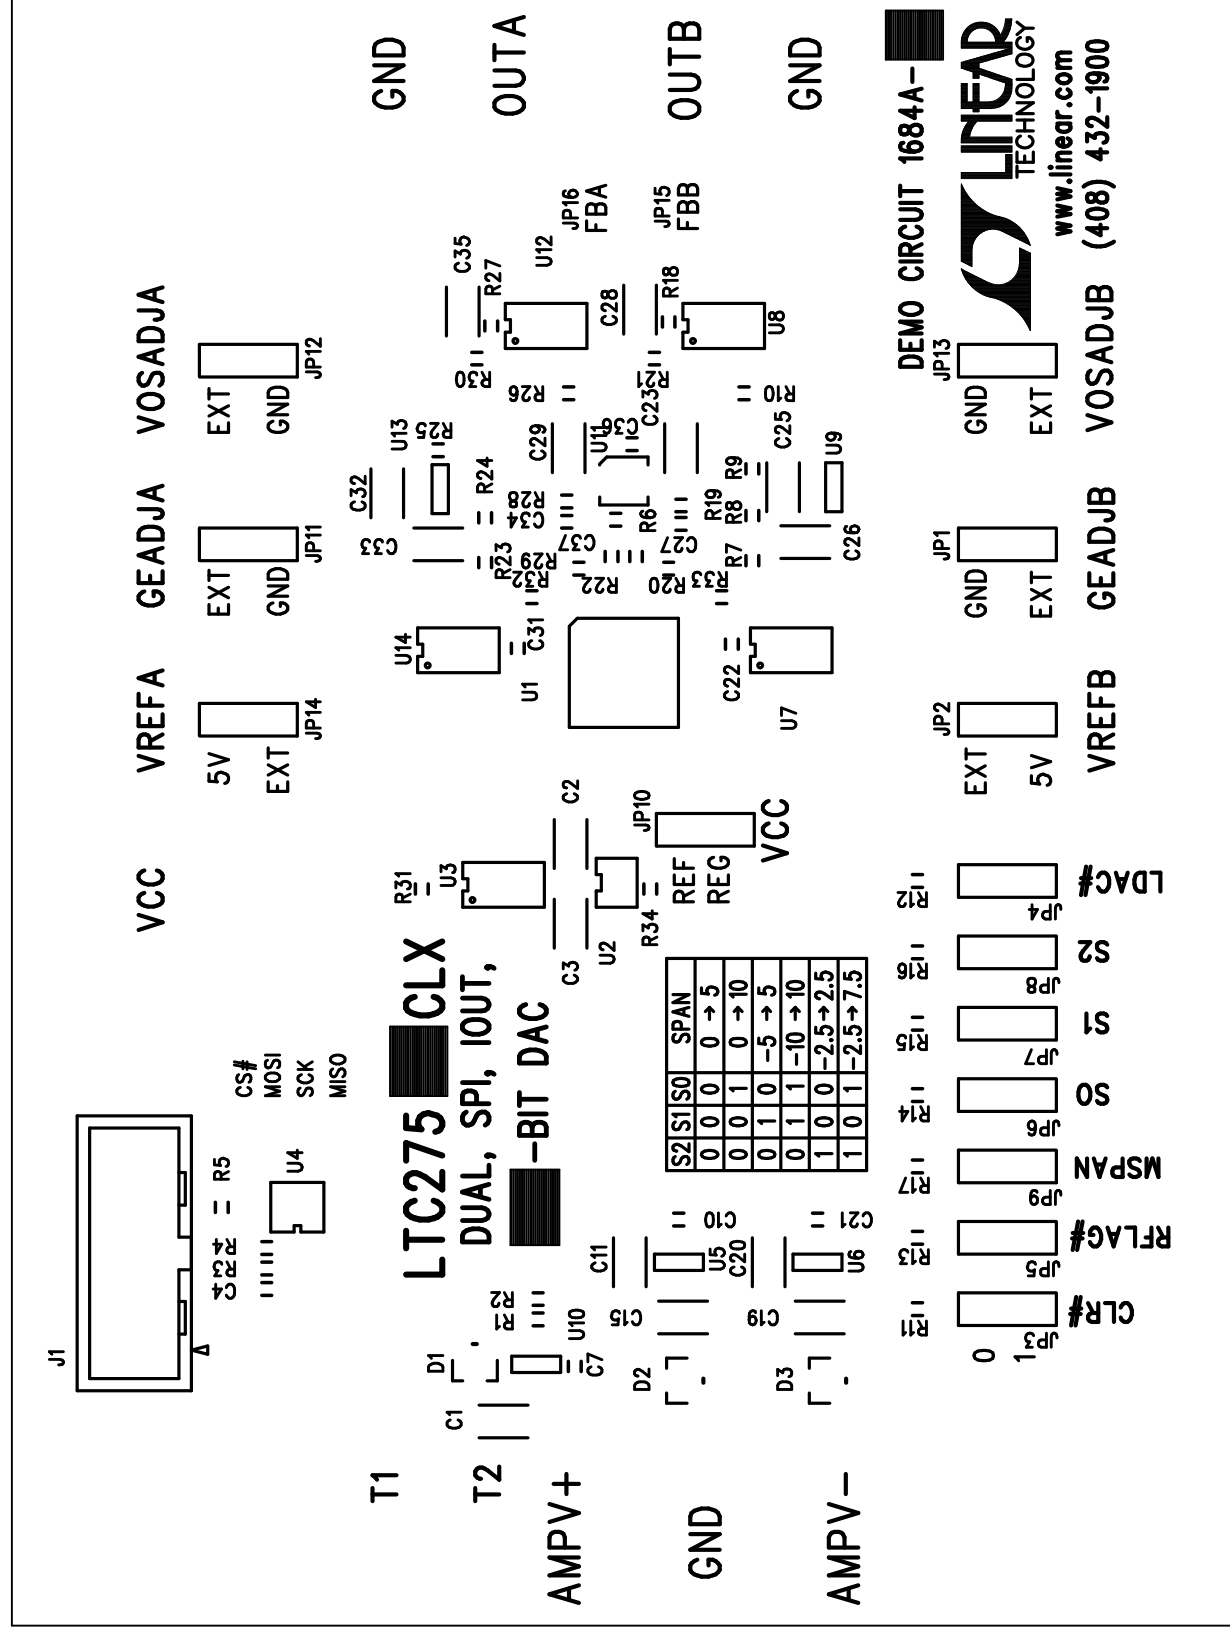 J1
CS#
MOSI
SCK
MISO
R5
U4
R4
R3
C4
VCC
VREFA
5V
EXT
JP14
GEADJA
EXT
GND
JP11
VOSADJA
EXT
GND
JP12
GND
OUTA
OUTB
GND
LTC275
CLX
DUAL, SPI, IOUT,
-BIT DAC
T1
T2
AMPV+
GND
AMPV-
C1
D1
R2
R1
U10
C7
D2
D3
C11
C15
U5
C10
C20
C19
U6
C21
S2 S1 S0 SPAN
0 0 0 0 → 5
0 0 1 0 → 10
0 1 0 -5 → 5
0 1 1 -10 → 10
1 0 0 -2.5 → 2.5
1 0 1 -2.5 → 7.5
R31
U3
C2
C3
U2
R34
JP10
REF
REG
VCC
U14
C31
U1
C22
U7
C32
C33
U13
R25
R24
R23
R28
C34
R29
R32
C37
R22
R6
C27
R20
R33
R19
C29
U11
C36
C23
R26
R30
R21
R10
C35
R27
U12
C28
R18
U8
JP16
FBA
JP15
FBB
R9
R8
R7
C25
U9
C26
DEMO CIRCUIT 1684A-
LINEAR
TECHNOLOGY
www.linear.com
(408) 432-1900
JP13
GND
EXT
VOSADJB
JP1
GND
EXT
GEADJB
JP2
EXT
5V
VREFB
R12
JP4
LDAC#
R16
JP8
S2
R15
JP7
S1
R14
JP6
S0
R17
JP9
MSPAN
R13
JP5
RFLAG#
R11
JP3
CLR#
0
1